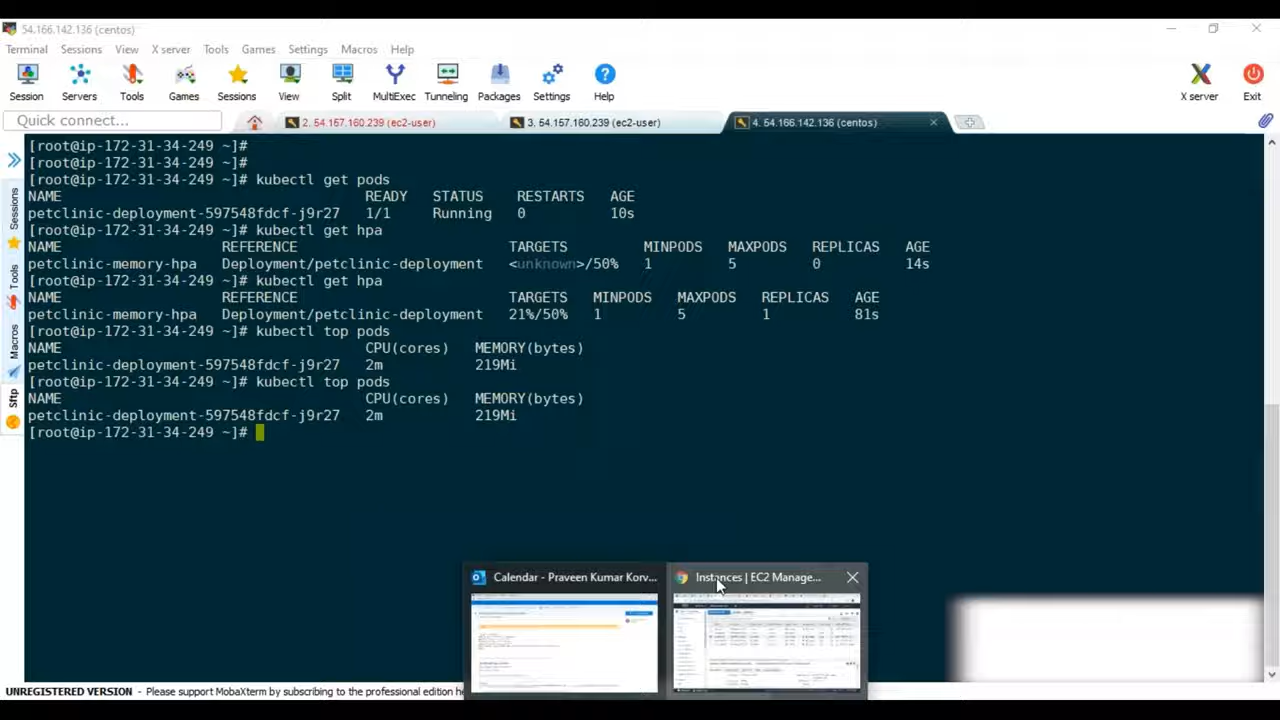 54.166.142.136 (centos)
Terminal Sessions View X server Tools Games Settings Macros Help
Session Servers Tools Games Sessions View Split MultiExec Tunneling Packages Settings Help X server Exit
Quick connect...
2. 54.157.160.239 (ec2-user)
3. 54.157.160.239 (ec2-user)
4. 54.166.142.136 (centos)
Sessions
Tools
Macros
Sftp
[root@ip-172-31-34-249 ~]#
[root@ip-172-31-34-249 ~]#
[root@ip-172-31-34-249 ~]# kubectl get pods
NAME READY STATUS RESTARTS AGE
petclinic-deployment-597548fdcf-j9r27 1/1 Running 0 10s
[root@ip-172-31-34-249 ~]# kubectl get hpa
NAME REFERENCE TARGETS MINPODS MAXPODS REPLICAS AGE
petclinic-memory-hpa Deployment/petclinic-deployment <unknown>/50% 1 5 0 14s
[root@ip-172-31-34-249 ~]# kubectl get hpa
NAME REFERENCE TARGETS MINPODS MAXPODS REPLICAS AGE
petclinic-memory-hpa Deployment/petclinic-deployment 21%/50% 1 5 1 81s
[root@ip-172-31-34-249 ~]# kubectl top pods
NAME CPU(cores) MEMORY(bytes)
petclinic-deployment-597548fdcf-j9r27 2m 219Mi
[root@ip-172-31-34-249 ~]# kubectl top pods
NAME CPU(cores) MEMORY(bytes)
petclinic-deployment-597548fdcf-j9r27 2m 219Mi
[root@ip-172-31-34-249 ~]#
Calendar - Praveen Kumar Korv...
Instances | EC2 Manage...
UNREGISTERED VERSION - Please support MobaXterm by subscribing to the professional edition he